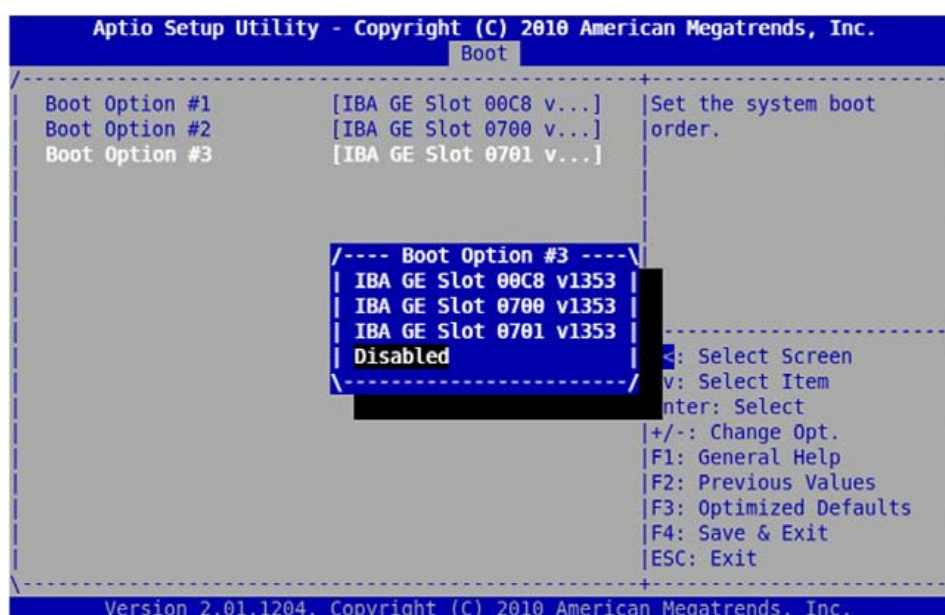 Aptio Setup Utility - Copyright (C) 2010 American Megatrends, Inc.
Boot
Boot Option #1 [IBA GE Slot 00C8 v...] Set the system boot
Boot Option #2 [IBA GE Slot 0700 v...] order.
Boot Option #3 [IBA GE Slot 0701 v...]
Boot Option #3
IBA GE Slot 00C8 v1353
IBA GE Slot 0700 v1353
IBA GE Slot 0701 v1353
Disabled
<: Select Screen
v: Select Item
nter: Select
+/-: Change Opt.
F1: General Help
F2: Previous Values
F3: Optimized Defaults
F4: Save & Exit
ESC: Exit
Version 2.01.1204. Copyright (C) 2010 American Megatrends, Inc.